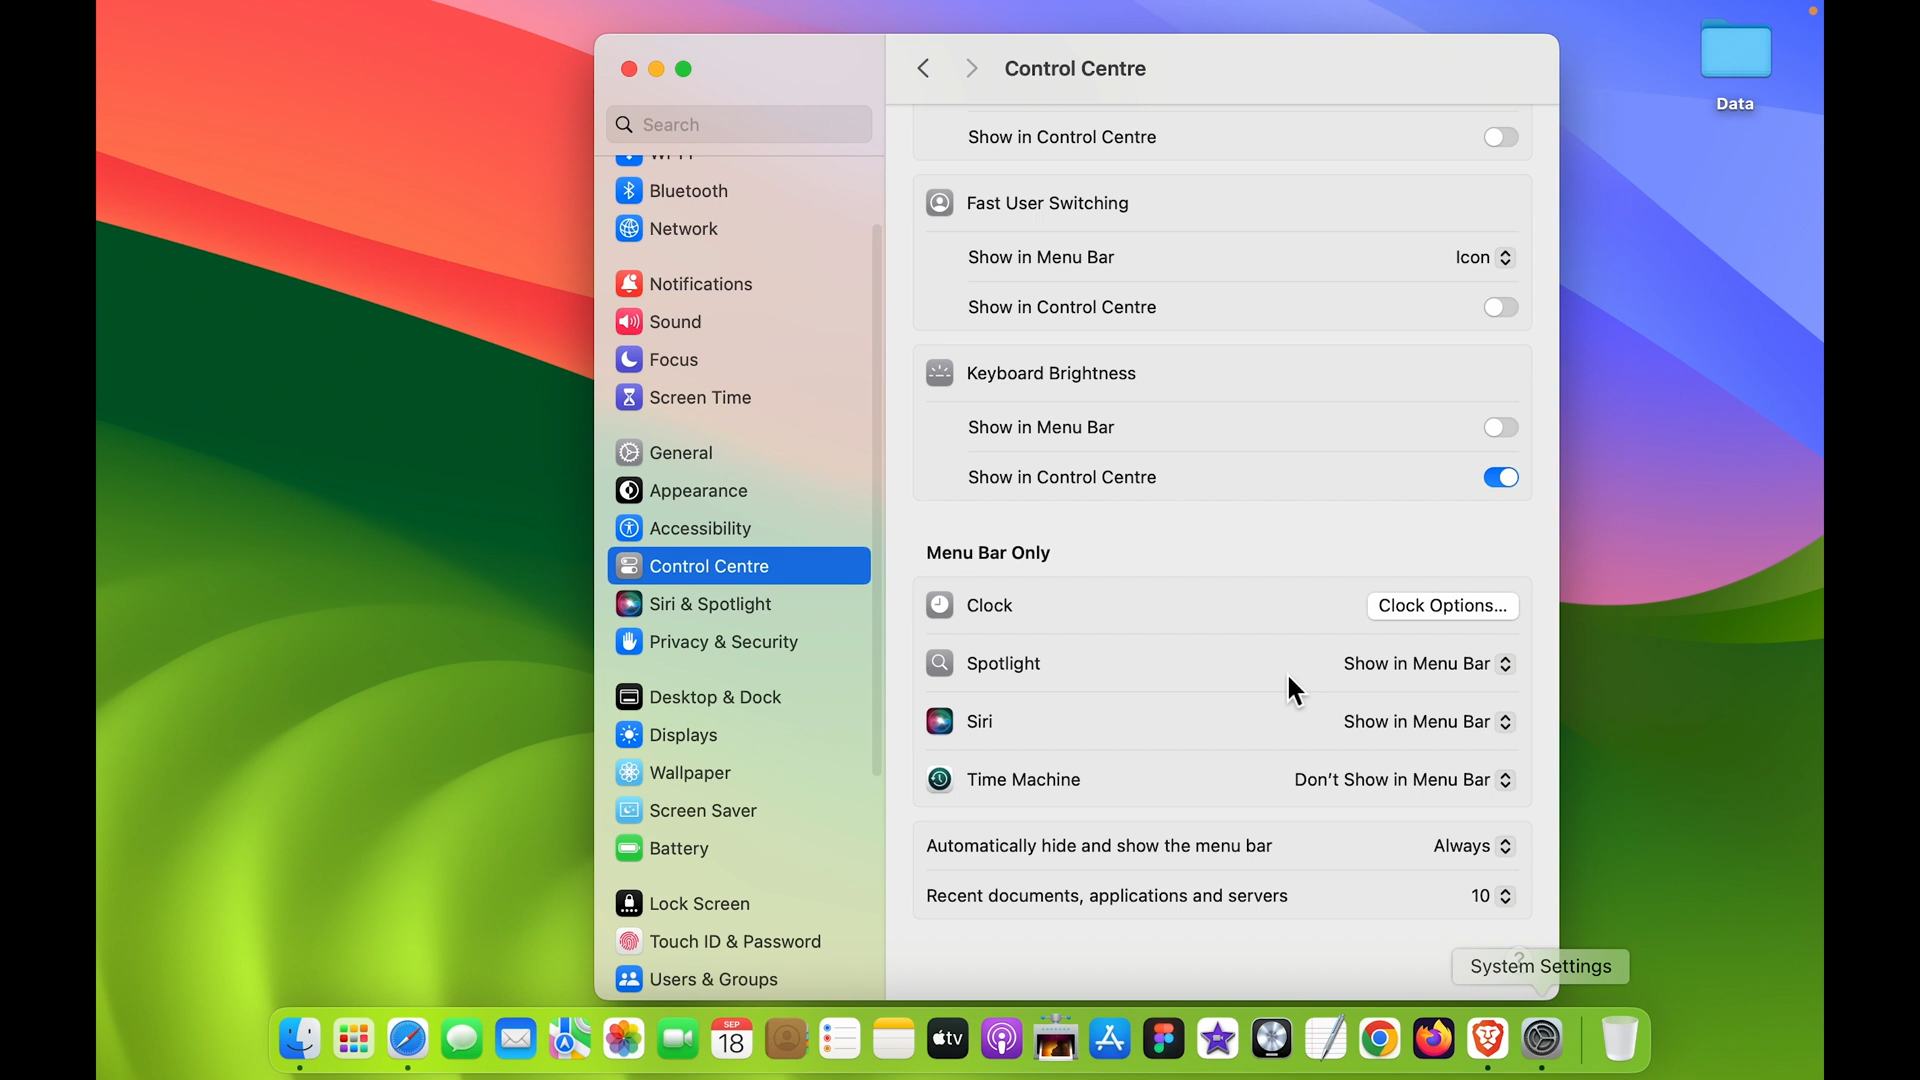 Data
Control Centre
Search
Wi-Fi
Bluetooth
Network
Notifications
Sound
Focus
Screen Time
General
Appearance
Accessibility
Control Centre
Siri & Spotlight
Privacy & Security
Desktop & Dock
Displays
Wallpaper
Screen Saver
Battery
Lock Screen
Touch ID & Password
Users & Groups
Show in Control Centre
Fast User Switching
Show in Menu Bar Icon
Show in Control Centre
Keyboard Brightness
Show in Menu Bar
Show in Control Centre
Menu Bar Only
Clock Clock Options...
Spotlight Show in Menu Bar
Siri Show in Menu Bar
Time Machine Don't Show in Menu Bar
Automatically hide and show the menu bar Always
Recent documents, applications and servers 10
?
System Settings
SEP
18
tv